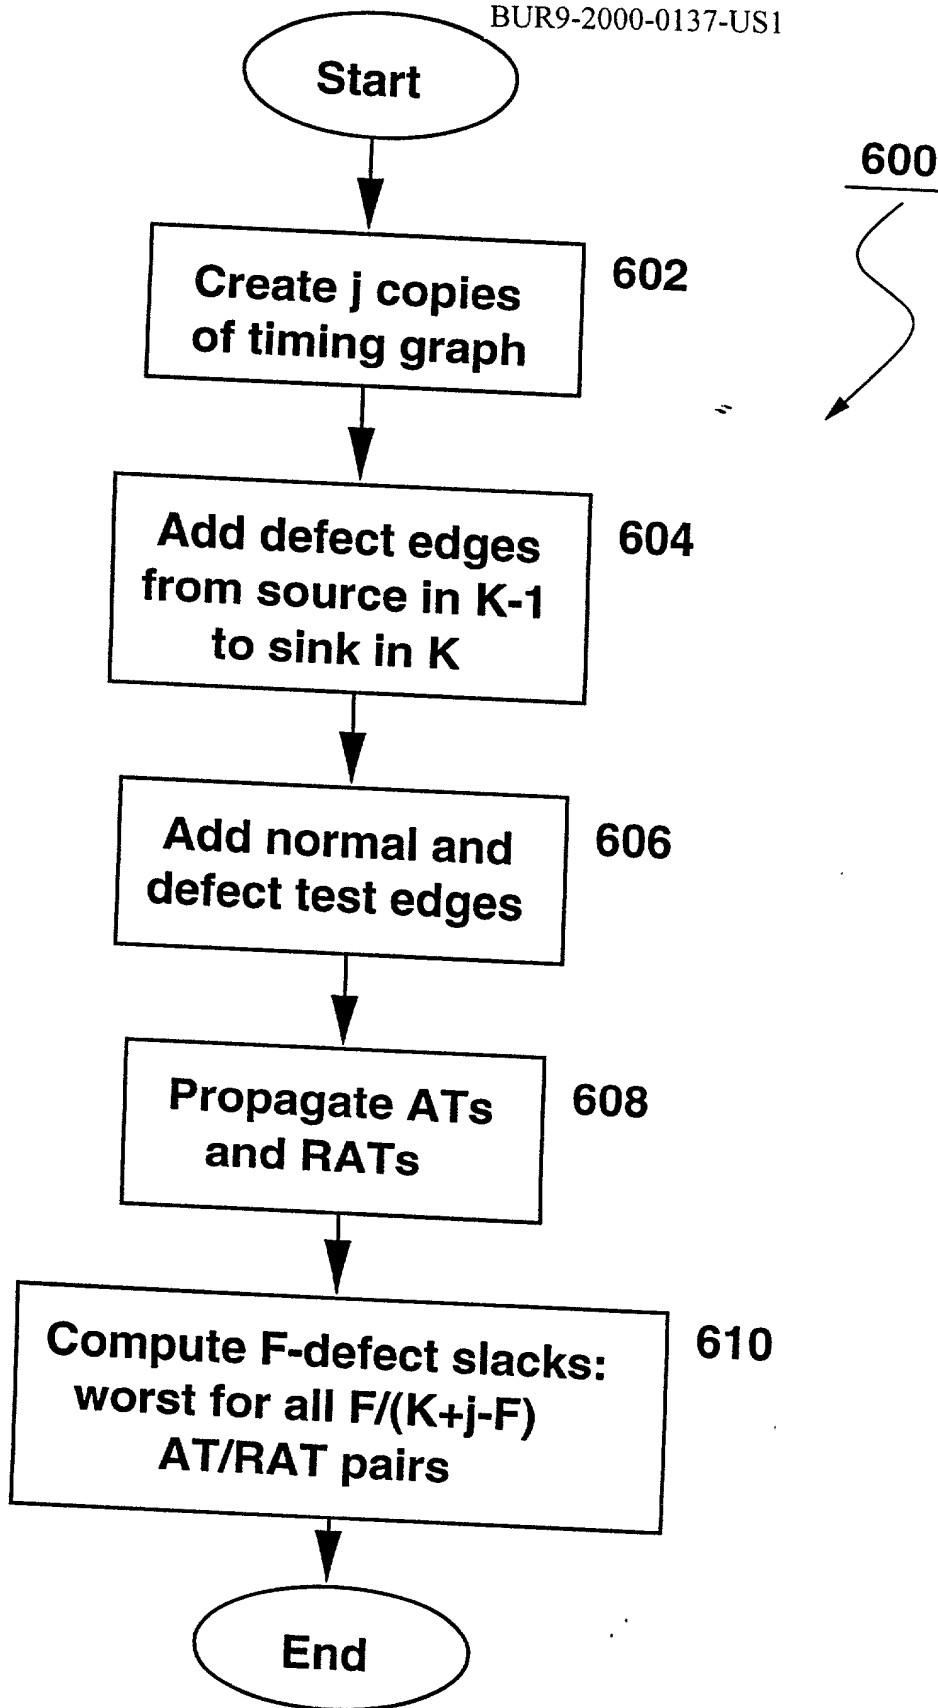 BUR9-2000-0137-US1
Start
600
Create j copies
of timing graph
602
Add defect edges
from source in K-1
to sink in K
604
Add normal and
defect test edges
606
Propagate ATs
and RATs
608
Compute F-defect slacks:
worst for all F/(K+j-F)
AT/RAT pairs
610
End